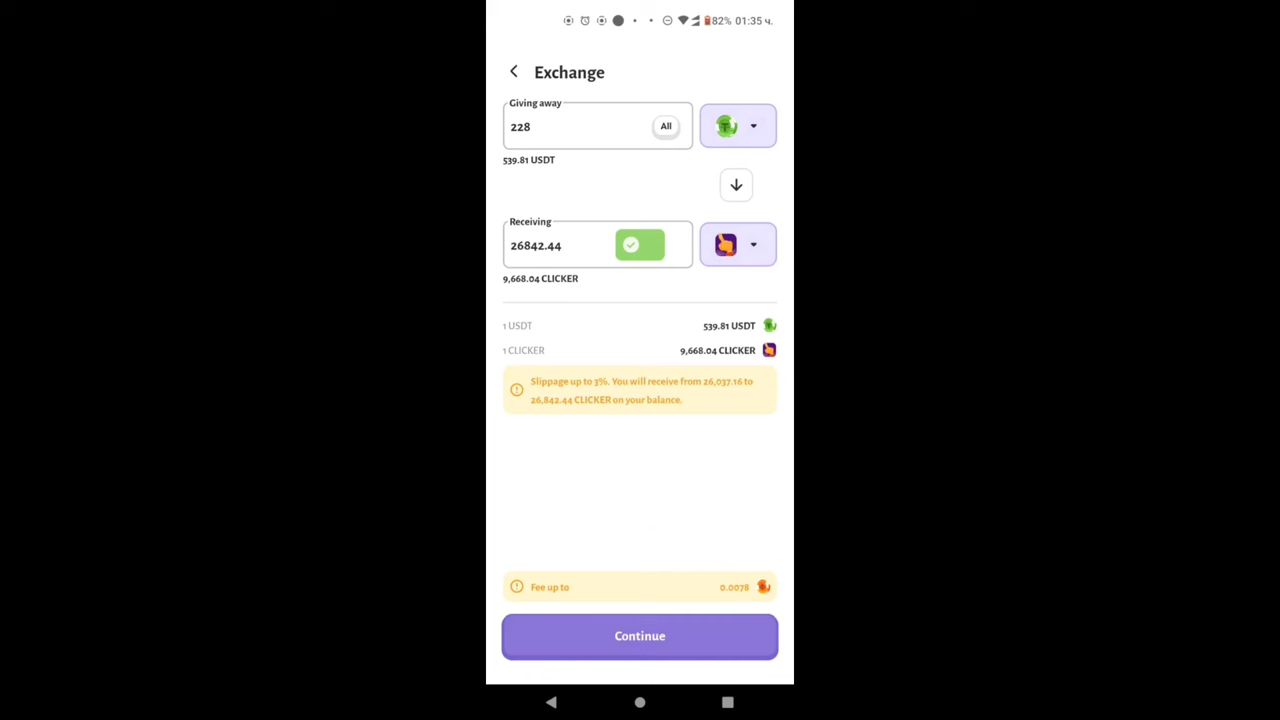 82% 01:35 ч.
Exchange
Giving away
228
All
539.81 USDT
Receiving
26842.44
9,668.04 CLICKER
1 USDT
539.81 USDT
1 CLICKER
9,668.04 CLICKER
Slippage up to 3%. You will receive from 26,037.16 to
26,842.44 CLICKER on your balance.
Fee up to
0.0078
Continue